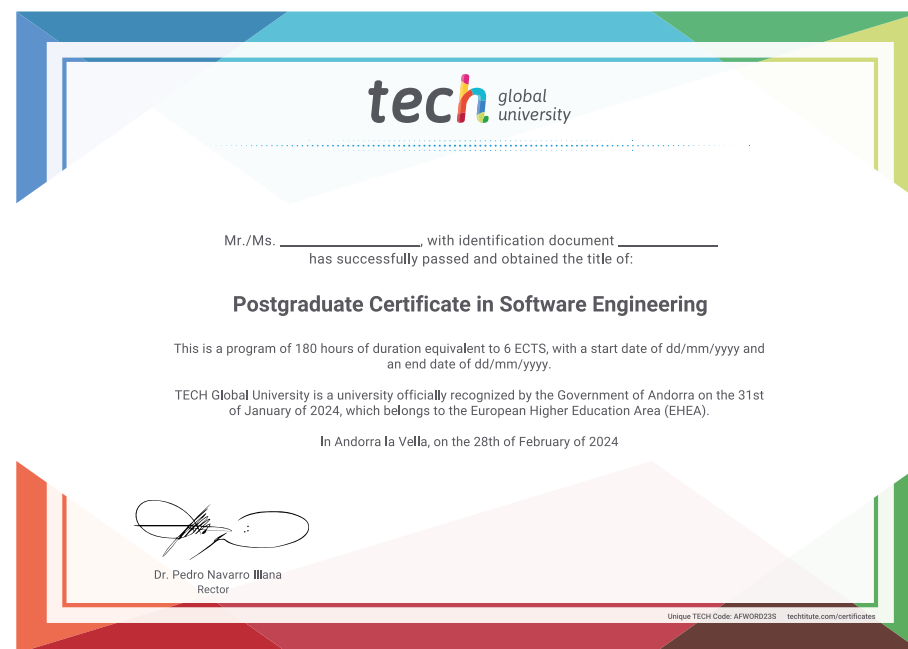 tech global
university
Mr./Ms. ____________________, with identification document ______________
has successfully passed and obtained the title of:
Postgraduate Certificate in Software Engineering
This is a program of 180 hours of duration equivalent to 6 ECTS, with a start date of dd/mm/yyyy and
an end date of dd/mm/yyyy.
TECH Global University is a university officially recognized by the Government of Andorra on the 31st
of January of 2024, which belongs to the European Higher Education Area (EHEA).
In Andorra la Vella, on the 28th of February of 2024
Dr. Pedro Navarro Illana
Rector
Unique TECH Code: AFWORD23S techtitute.com/certificates